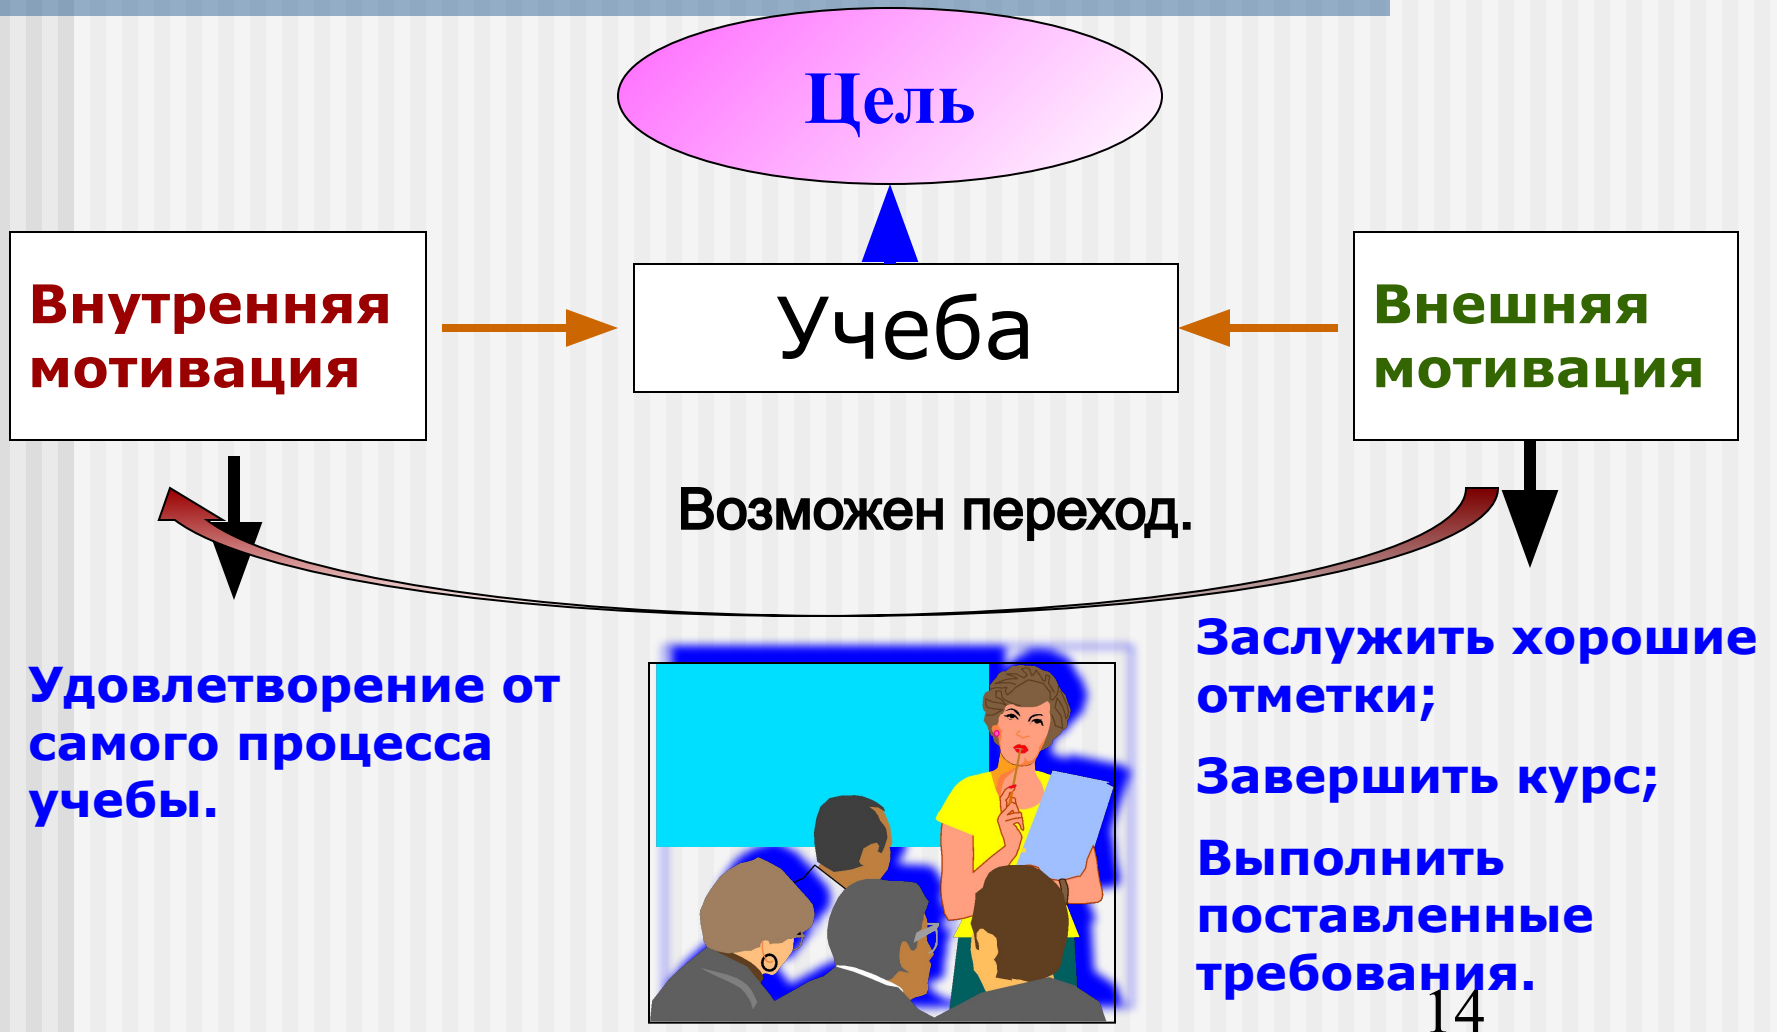 Цель
Внутренняя
мотивация
Учеба
Внешняя
мотивация
Возможен переход.
Удовлетворение от
самого процесса
учебы.
Заслужить хорошие
отметки;
Завершить курс;
Выполнить
поставленные
требования.
14